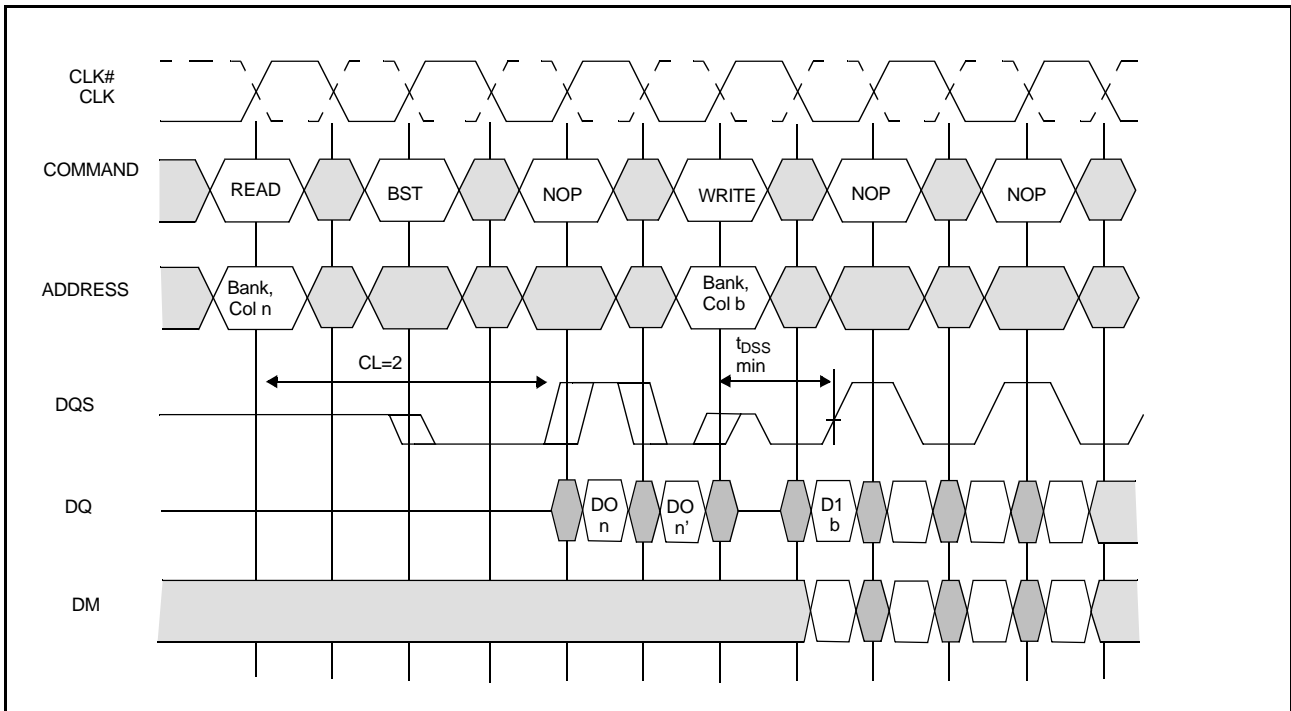 CLK#
CLK
COMMAND
READ
BST
NOP
WRITE
NOP
NOP
ADDRESS
Bank,
Col n
Bank,
Col b
CL=2
tDSS
min
DQS
DQ
DO
n
DO
n'
D1
b
DM